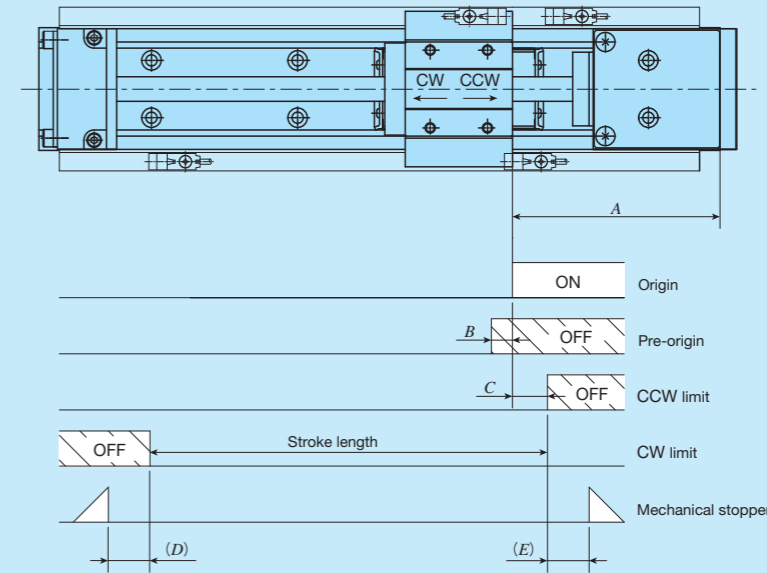 CW CCW
A
ON Origin
B OFF Pre-origin
C OFF CCW limit
OFF Stroke length CW limit
Mechanical stopper
(D) (E)